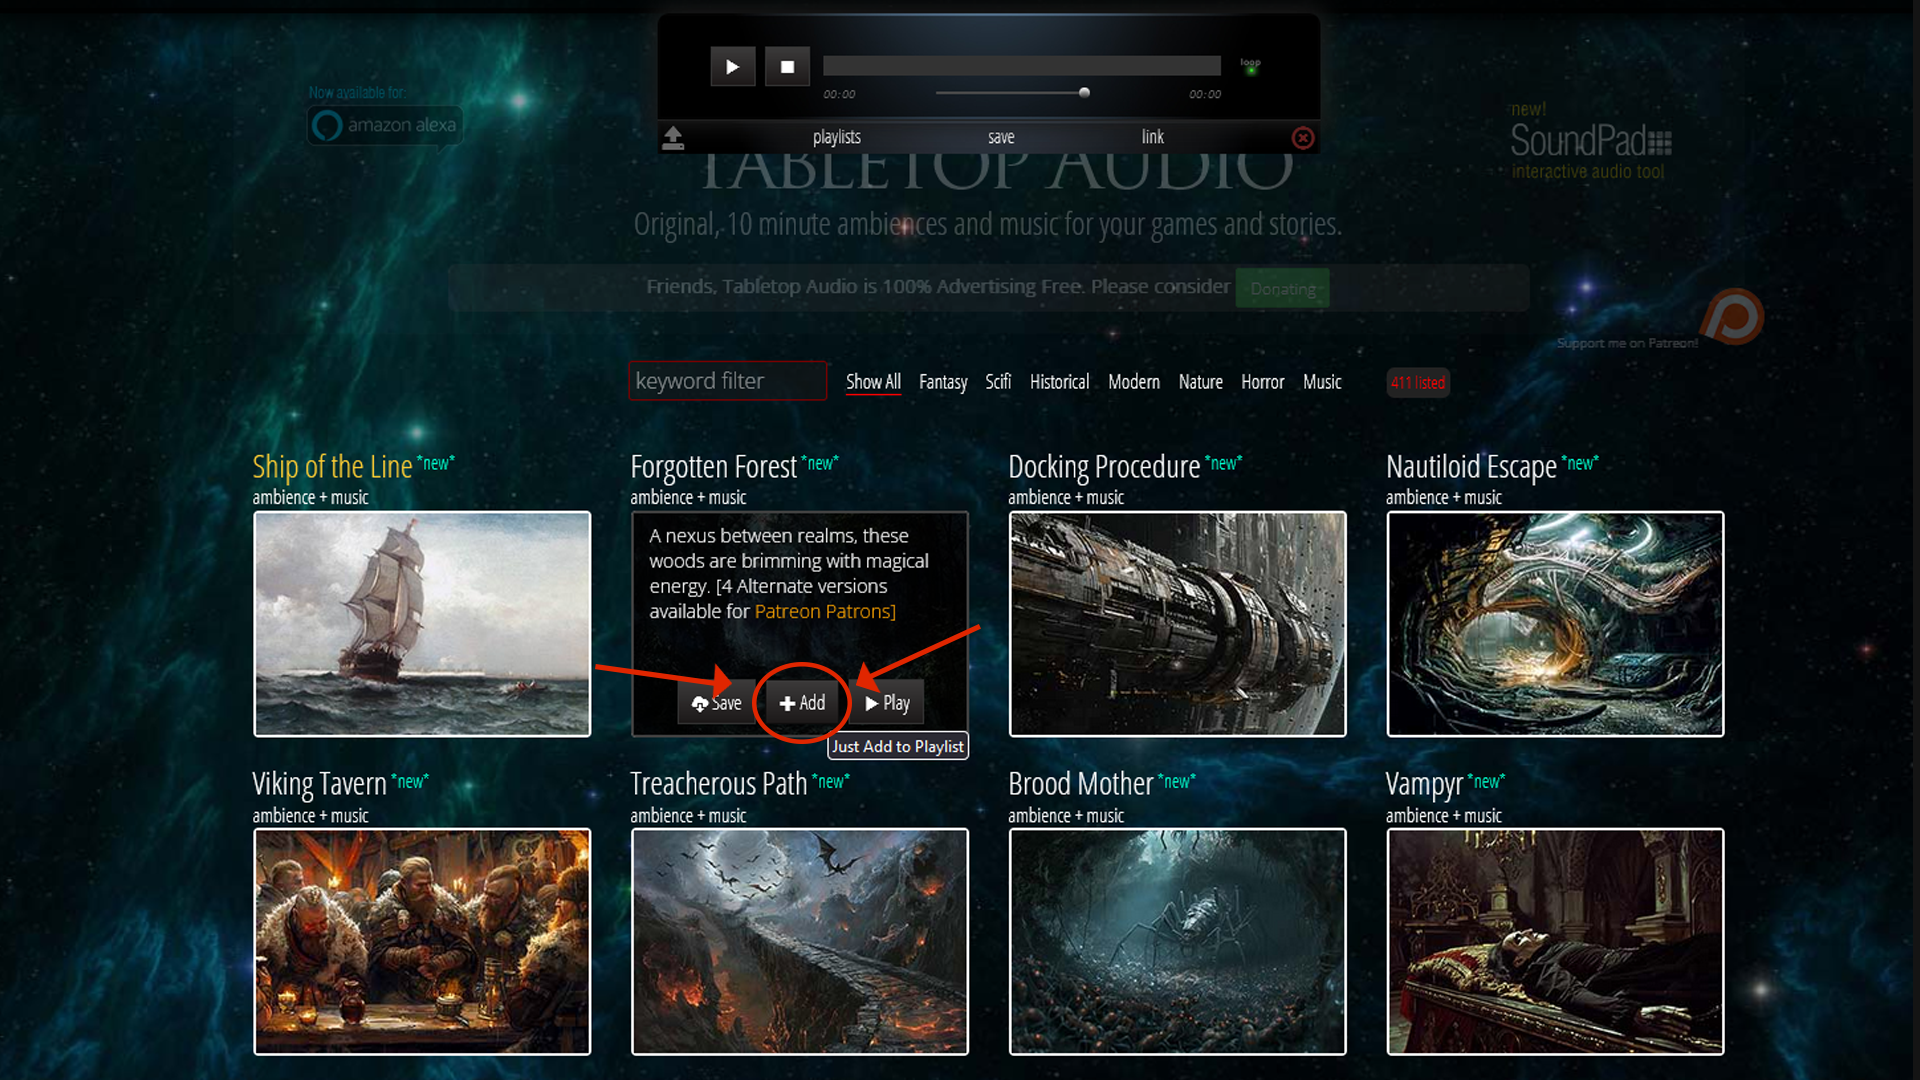 loop
00:00
00:00
playlists
save
link
Now available for:
amazon alexa
new!
SoundPad
interactive audio tool
TABLETOP AUDIO
Original, 10 minute ambiences and music for your games and stories.
Friends, Tabletop Audio is 100% Advertising Free. Please consider Donating
Support me on Patreon!
keyword filter
Show All
Fantasy
Scifi
Historical
Modern
Nature
Horror
Music
411 listed
Ship of the Line *new*
ambience + music
Forgotten Forest *new*
ambience + music
A nexus between realms, these
woods are brimming with magical
energy. [4 Alternate versions
available for Patreon Patrons]
Save
Add
Play
Just Add to Playlist
Docking Procedure *new*
ambience + music
Nautiloid Escape *new*
ambience + music
Viking Tavern *new*
ambience + music
Treacherous Path *new*
ambience + music
Brood Mother *new*
ambience + music
Vampyr *new*
ambience + music